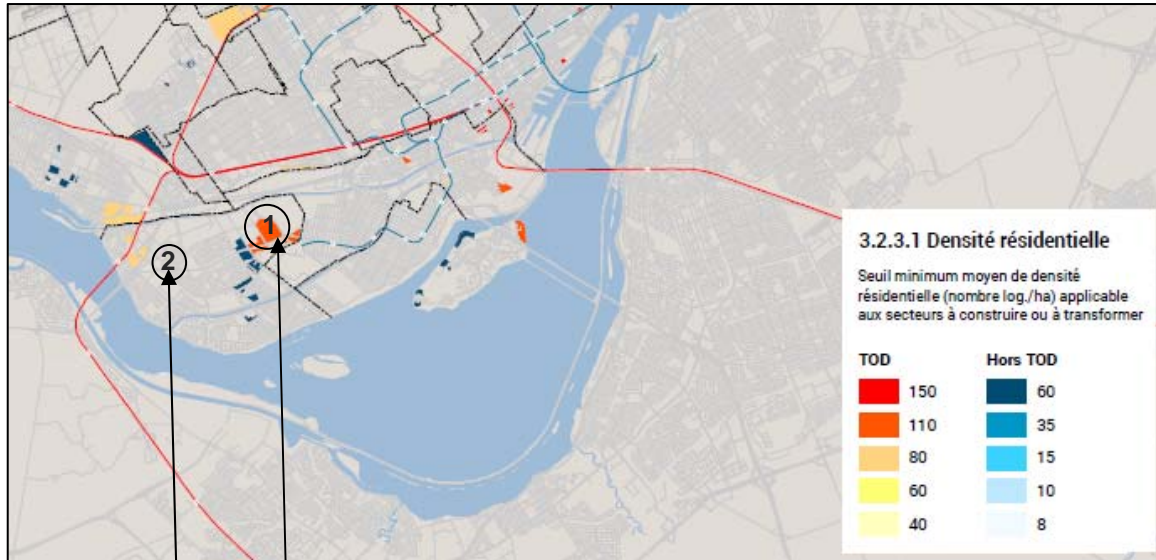 1
2
3.2.3.1 Densité résidentielle
Seuil minimum moyen de densité
résidentielle (nombre log./ha) applicable
aux secteurs à construire ou à transformer
TOD Hors TOD
150 60
110 35
80 15
60 10
40 8